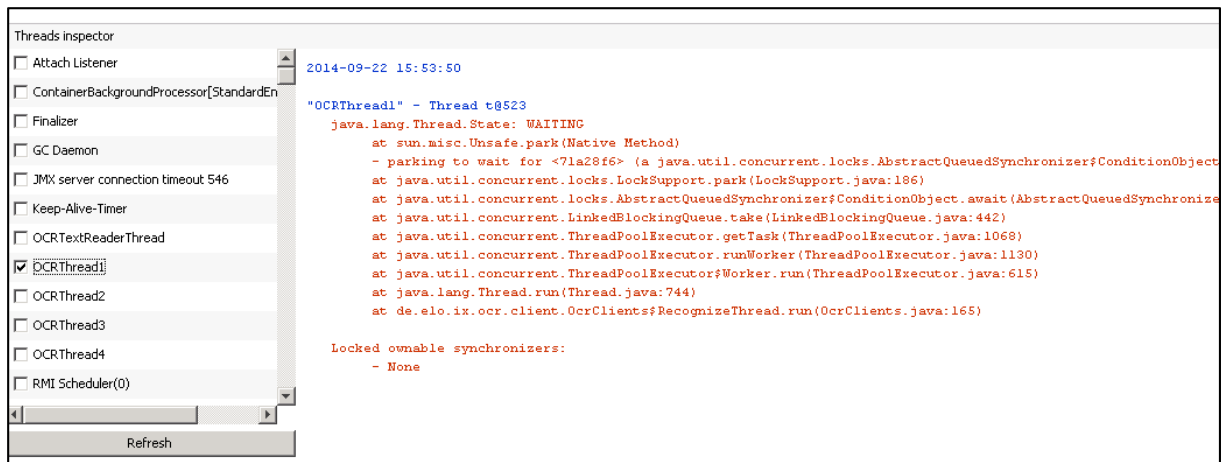 Threads inspector
Attach Listener
ContainerBackgroundProcessor[StandardEn
Finalizer
GC Daemon
JMX server connection timeout 546
Keep-Alive-Timer
OCRTextReaderThread
OCRThread1
OCRThread2
OCRThread3
OCRThread4
RMI Scheduler(0)
Refresh
2014-09-22 15:53:50
"OCRThread1" - Thread t@523
java.lang.Thread.State: WAITING
at sun.misc.Unsafe.park(Native Method)
- parking to wait for <71a28f6> (a java.util.concurrent.locks.AbstractQueuedSynchronizer$ConditionObject
at java.util.concurrent.locks.LockSupport.park(LockSupport.java:186)
at java.util.concurrent.locks.AbstractQueuedSynchronizer$ConditionObject.await(AbstractQueuedSynchronize
at java.util.concurrent.LinkedBlockingQueue.take(LinkedBlockingQueue.java:442)
at java.util.concurrent.ThreadPoolExecutor.getTask(ThreadPoolExecutor.java:1068)
at java.util.concurrent.ThreadPoolExecutor.runWorker(ThreadPoolExecutor.java:1130)
at java.util.concurrent.ThreadPoolExecutor$Worker.run(ThreadPoolExecutor.java:615)
at java.lang.Thread.run(Thread.java:744)
at de.elo.ix.ocr.client.OcrClients$RecognizeThread.run(OcrClients.java:165)
Locked ownable synchronizers:
- None